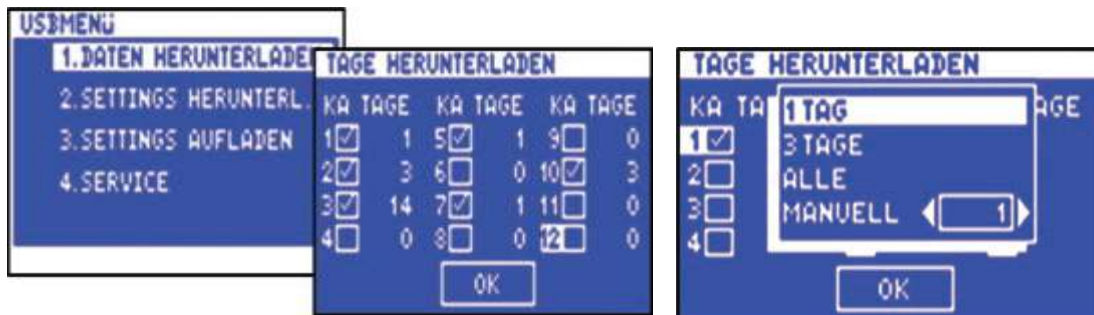 USBMENÜ
1.DATEN HERUNTERLADEN
2.SETTINGS HERUNTERL.
3.SETTINGS AUFLADEN
4.SERVICE
TAGE HERUNTERLADEN
KA TAGE KA TAGE KA TAGE
1 1 5 1 9 0
2 3 6 0 10 3
3 14 7 1 11 0
4 0 8 0 12 0
OK
TAGE HERUNTERLADEN
KA TA AGE
1
2
3
4
1 TAG
3 TAGE
ALLE
MANUELL 1
OK